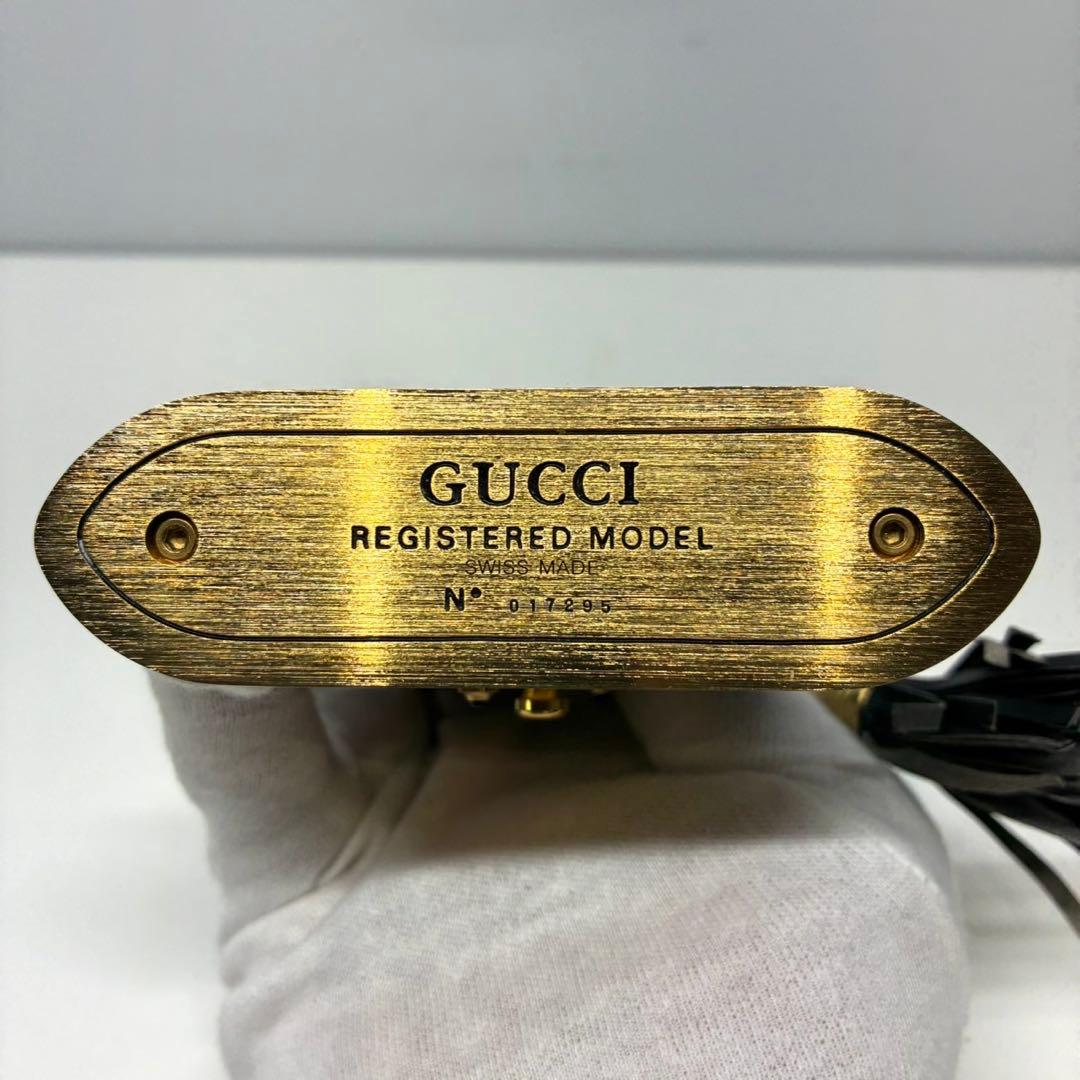 GUCCI
REGISTERED MODEL
SWISS MADE
N° 017295